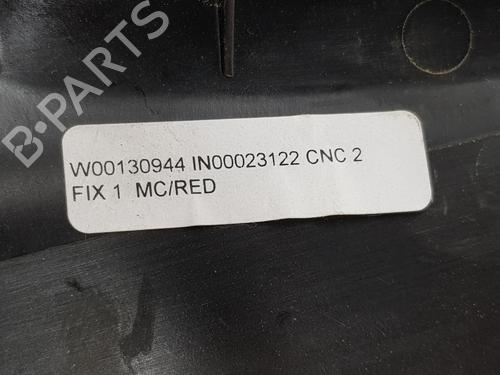 B-PARTS
W00130944 IN00023122 CNC 2
FIX 1 MC/RED